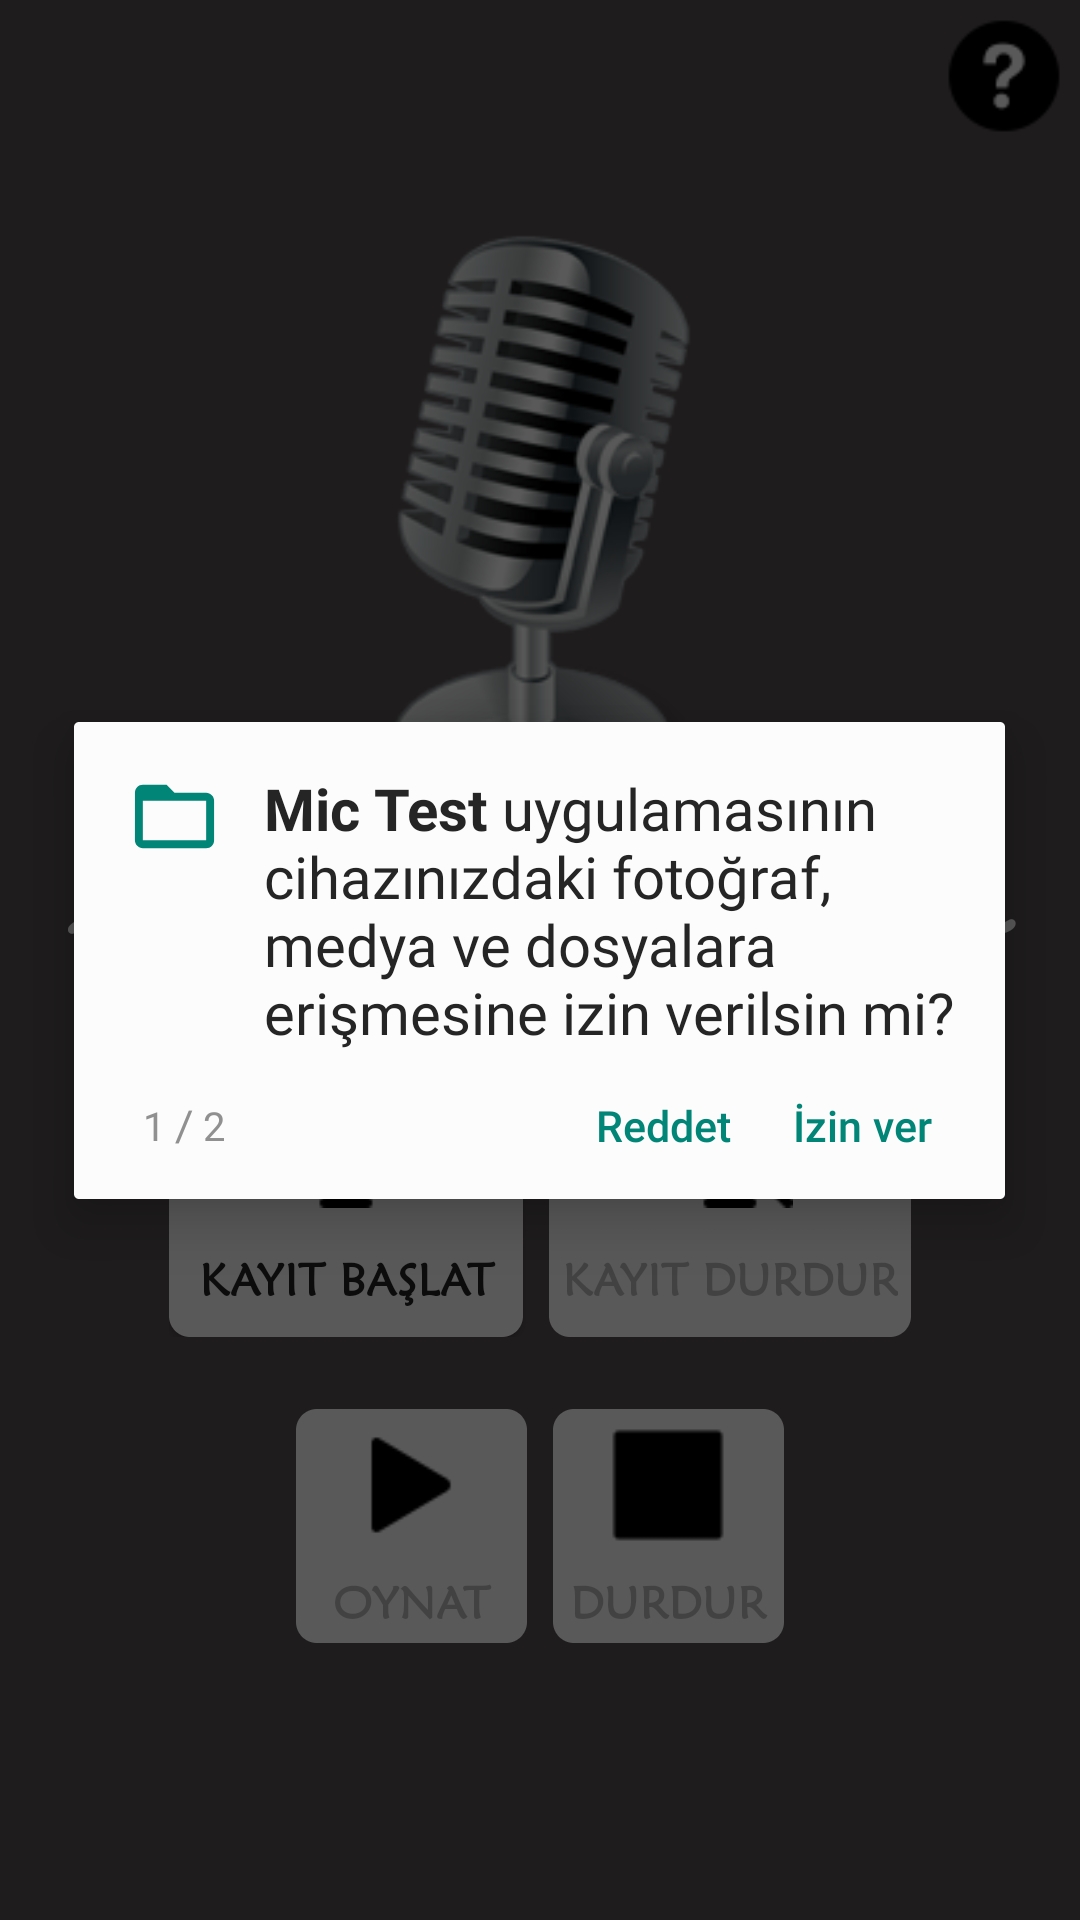 ?
Mic Test uygulamasının
cihazınızdaki fotoğraf,
medya ve dosyalara
erişmesine izin verilsin mi?
1 / 2
Reddet
İzin ver
KAYIT BAŞLAT
KAYIT DURDUR
OYNAT
DURDUR